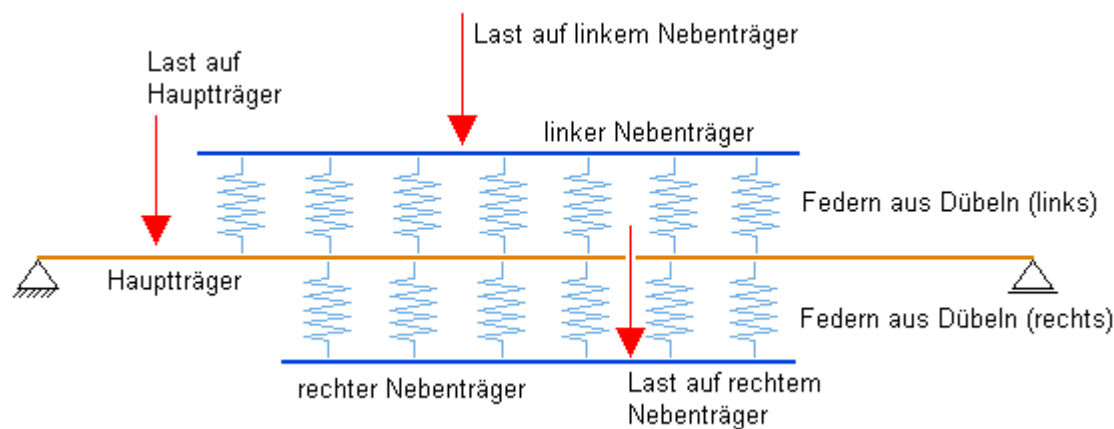 Last auf linkem Nebenträger
Last auf
Hauptträger
linker Nebenträger
Federn aus Dübeln (links)
Hauptträger
Federn aus Dübeln (rechts)
rechter Nebenträger
Last auf rechtem
Nebenträger